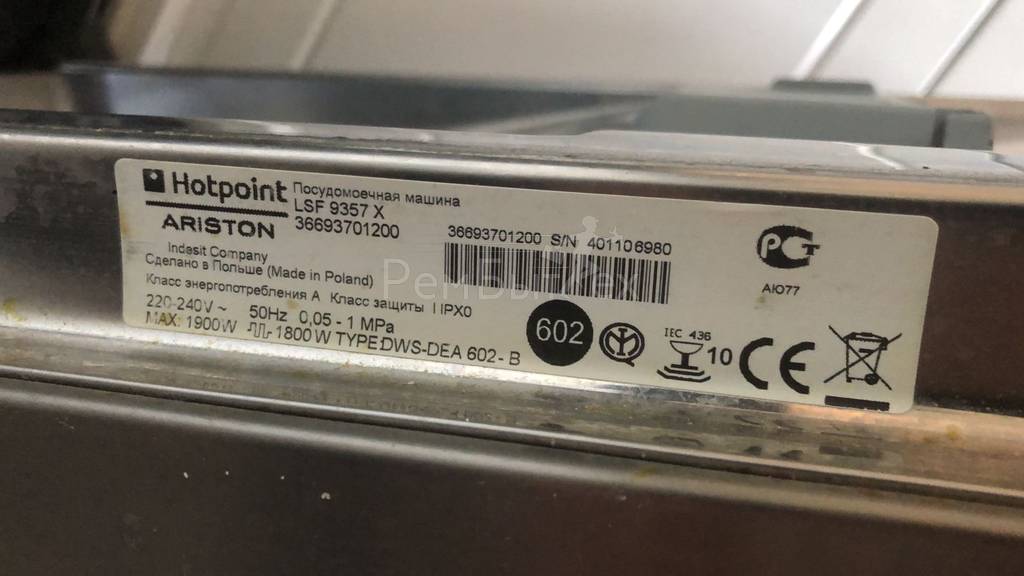 Hotpoint
ARISTON
Посудомоечная машина
LSF 9357 X
36693701200
36693701200 S/N 401106980
Indesit Company
Сделано в Польше (Made in Poland)
Класс энергопотребления A Класс защиты I IPX0
220-240V ~ 50Hz 0,05 - 1 MPa
MAX: 1900W 1800 W TYPE:DWS-DEA 602- B
602
IEC 436
10
CE
РСТ
АЮ77